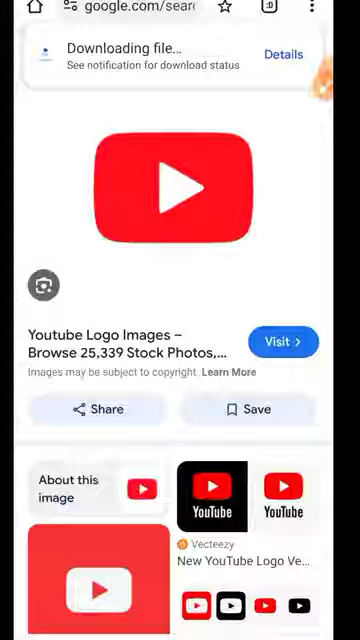 google.com/sear
:D
Downloading file...
Details
See notification for download status
Youtube Logo Images –
Browse 25,339 Stock Photos,...
Visit >
Images may be subject to copyright. Learn More
Share
Save
About this
image
YouTube
YouTube
Vecteezy
New YouTube Logo Ve...